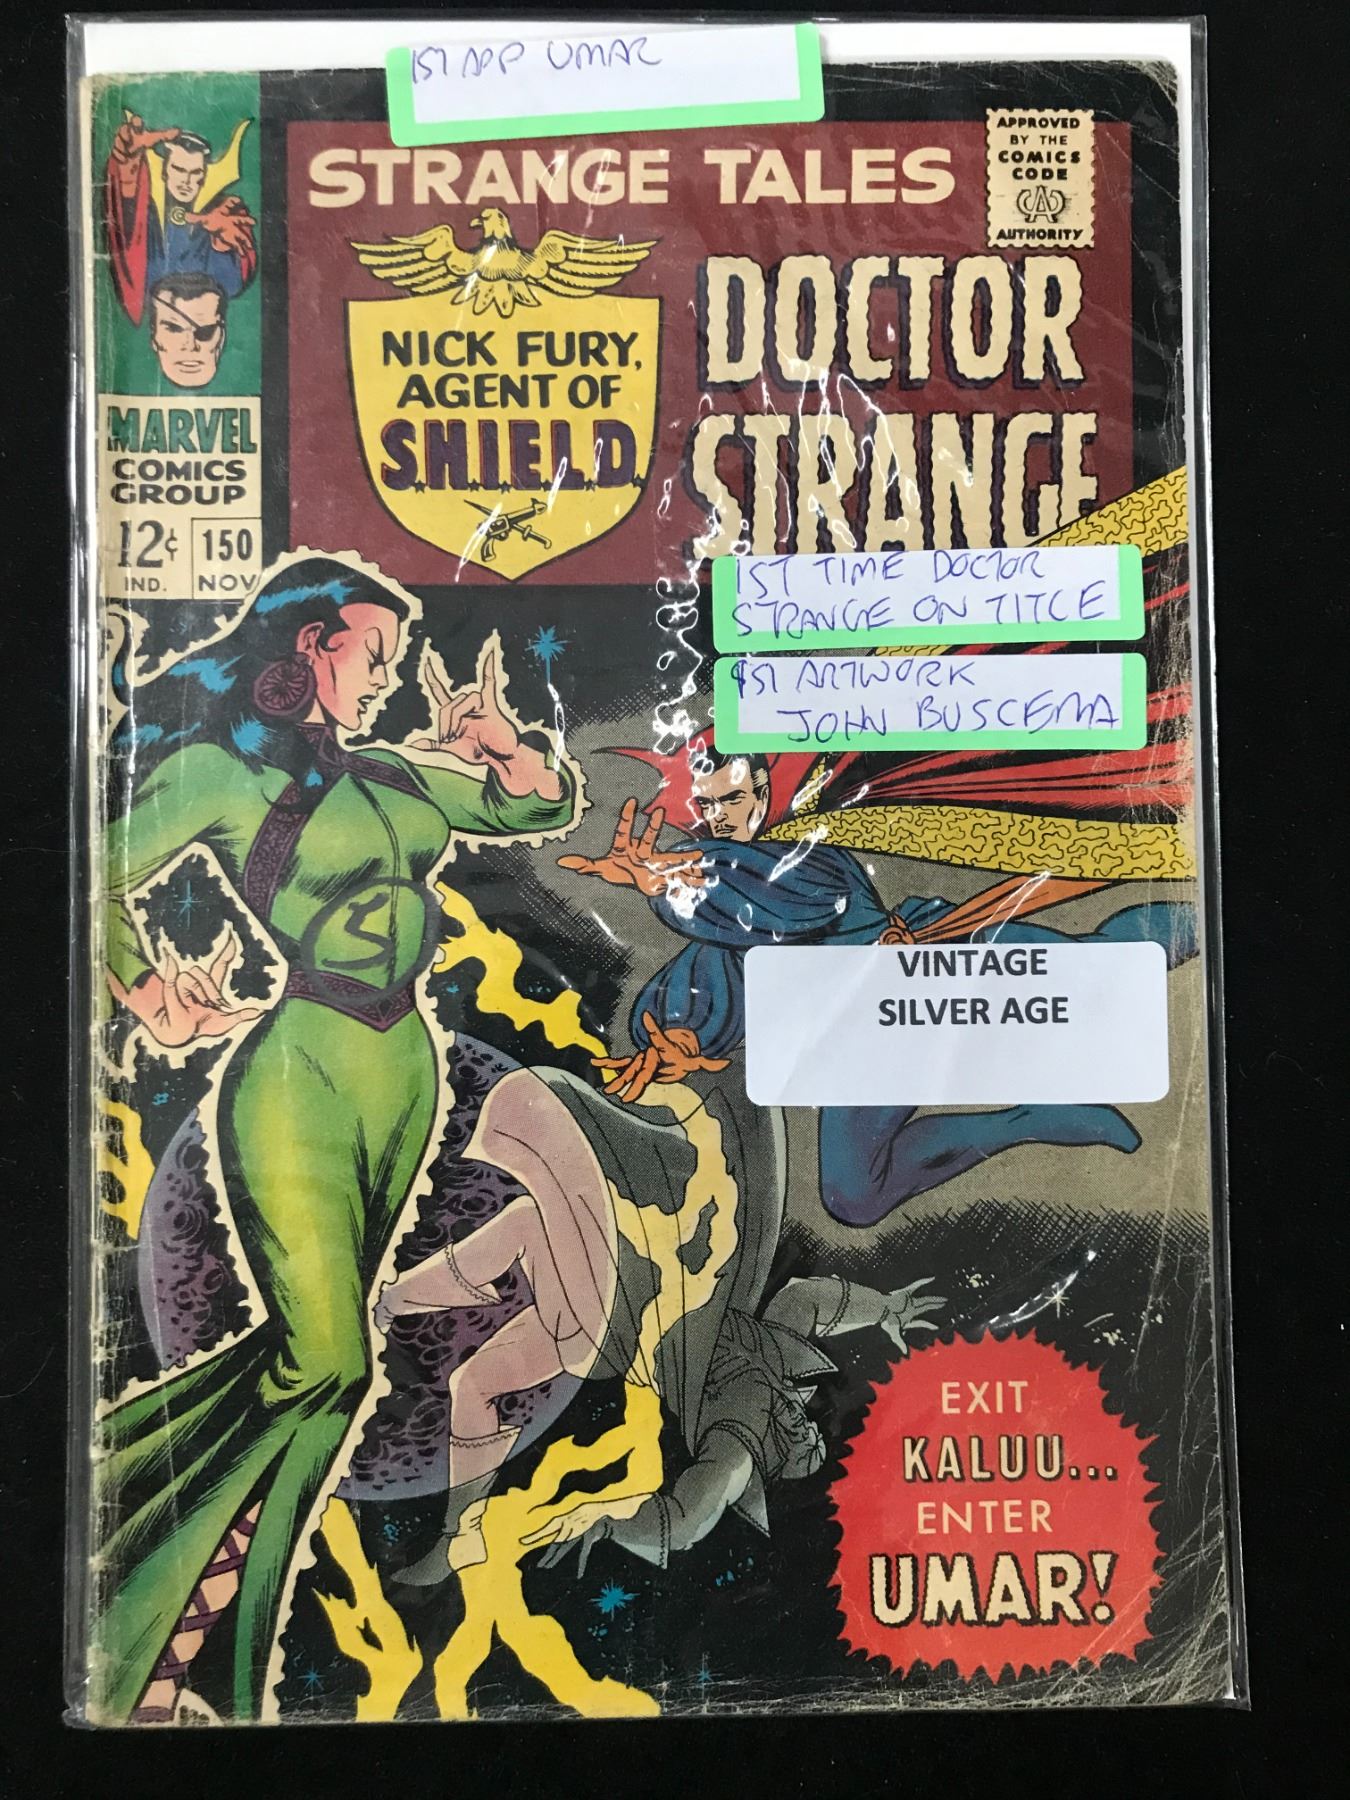 1ST APP UMAR
STRANGE TALES
APPROVED
BY THE
COMICS
CODE
CA
AUTHORITY
NICK FURY,
AGENT OF
S.H.I.E.L.D.
DOCTOR
STRANGE
MARVEL
COMICS
GROUP
12¢
IND.
150
NOV
1ST TIME DOCTOR
STRANGE ON TITLE
1ST ARTWORK
JOHN BUSCEMA
VINTAGE
SILVER AGE
EXIT
KALUU...
ENTER
UMAR!